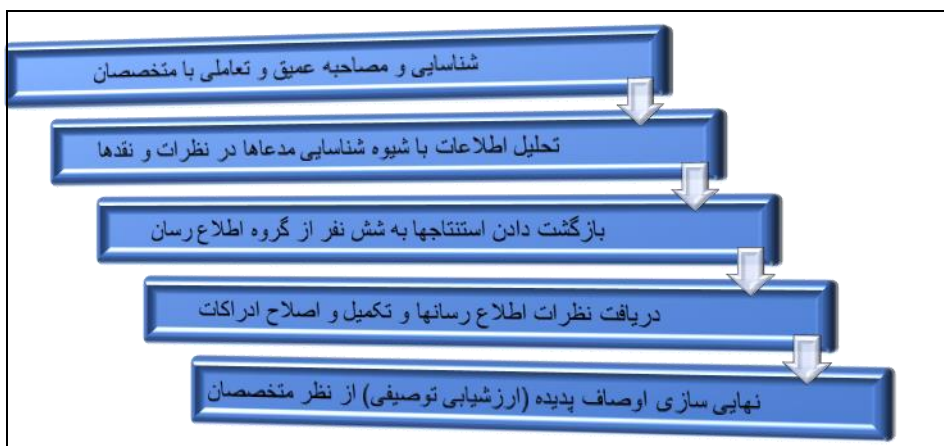 شناسایی و مصاحبه عمیق و تعاملی با متخصصان
تحلیل اطلاعات با شیوه شناسایی مدعاها در نظرات و نقدها
بازگشت دادن استنتاجها به شش نفر از گروه اطلاع رسان
دریافت نظرات اطلاع رسانها و تکمیل و اصلاح ادراکات
نهایی سازی اوصاف پدیده (ارزشیابی توصیفی) از نظر متخصصان